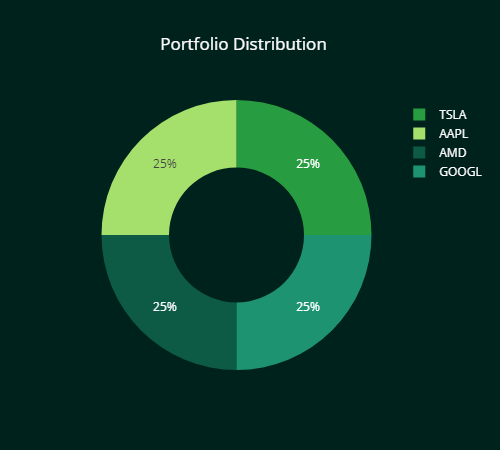 Portfolio Distribution
TSLA
AAPL
AMD
GOOGL
25%
25%
25%
25%